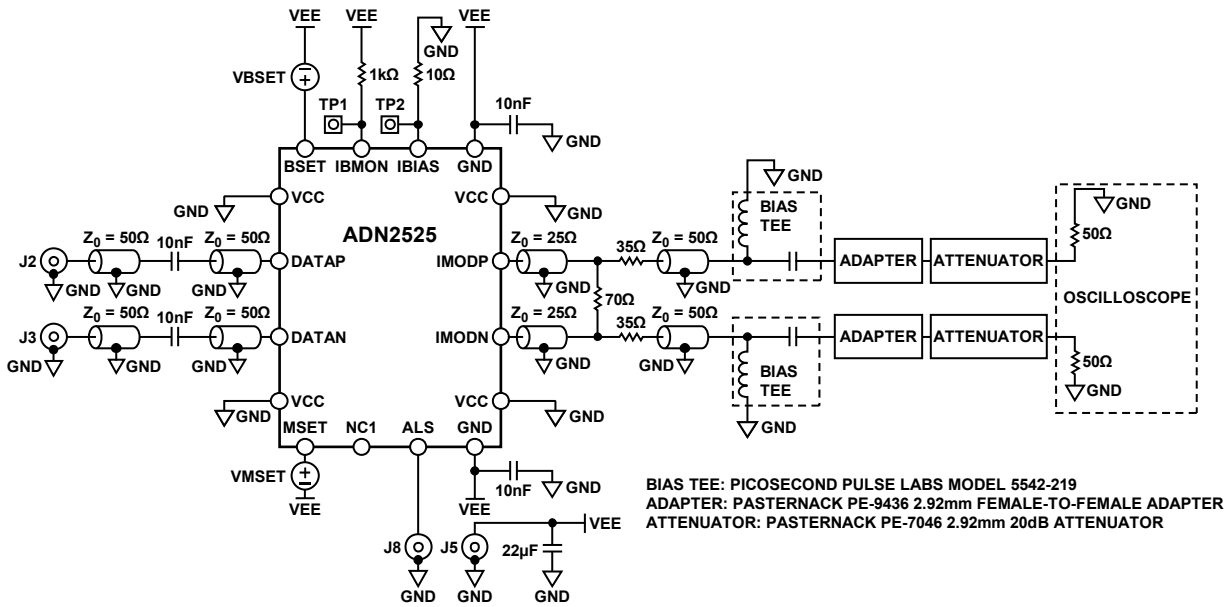 VEE VEE VEE
GND
VBSET
1kΩ 10Ω
TP1 TP2
10nF
GND
BSET IBMON IBIAS GND
VCC VCC
GND GND
ADN2525
GND
BIAS TEE
GND
50Ω
Z0 = 50Ω 10nF Z0 = 50Ω
Z0 = 25Ω 35Ω Z0 = 50Ω
J2 DATAP IMODP
ADAPTER ATTENUATOR
GND GND GND GND
70Ω
OSCILLOSCOPE
Z0 = 50Ω 10nF Z0 = 50Ω
Z0 = 25Ω 35Ω Z0 = 50Ω
J3 DATAN IMODN
ADAPTER ATTENUATOR
GND GND GND GND GND
BIAS TEE
50Ω
GND
VCC VCC
GND GND
GND
MSET NC1 ALS GND
VMSET
10nF GND
VEE VEE
BIAS TEE: PICOSECOND PULSE LABS MODEL 5542-219
ADAPTER: PASTERNACK PE-9436 2.92mm FEMALE-TO-FEMALE ADAPTER
ATTENUATOR: PASTERNACK PE-7046 2.92mm 20dB ATTENUATOR
VEE
J8 J5 22µF
GND GND GND